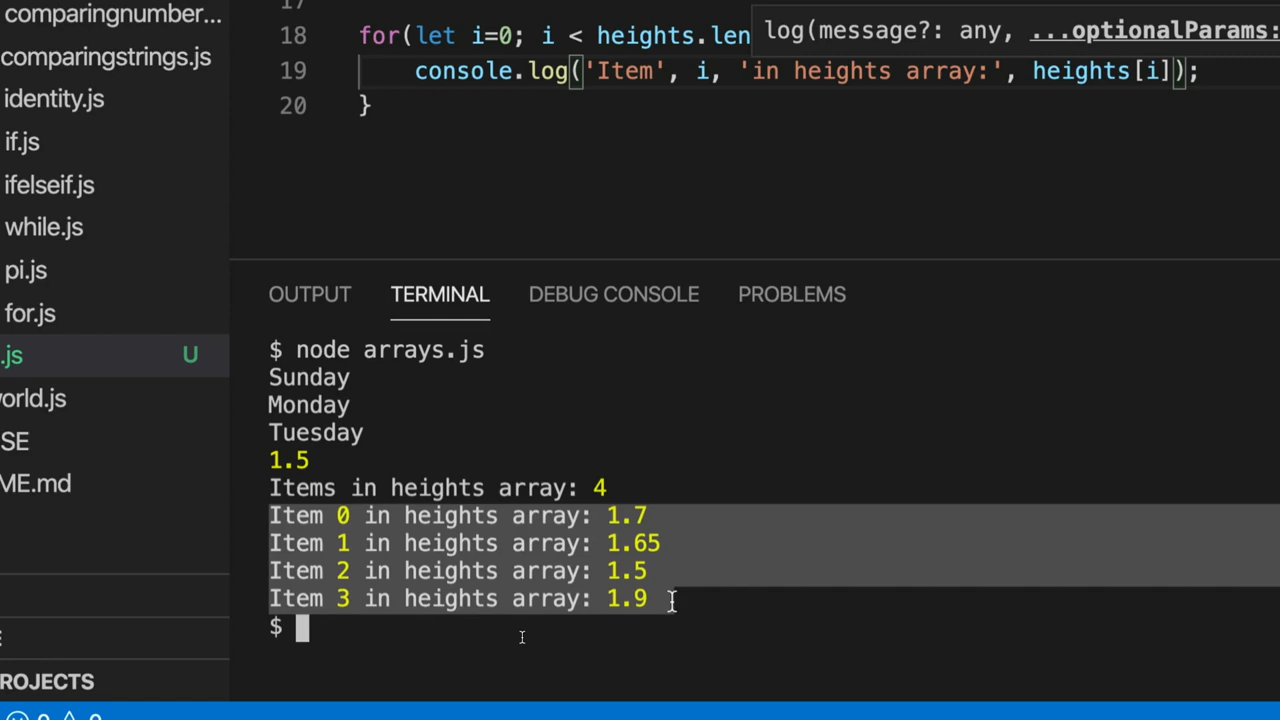 comparingnumber...
comparingstrings.js
identity.js
if.js
ifelseif.js
while.js
pi.js
for.js
.js U
orld.js
SE
ME.md
ROJECTS
17
18 for(let i=0; i < heights.len
log(message?: any, ...optionalParams:
19 console.log('Item', i, 'in heights array:', heights[i]);
20 }
OUTPUT TERMINAL DEBUG CONSOLE PROBLEMS
$ node arrays.js
Sunday
Monday
Tuesday
1.5
Items in heights array: 4
Item 0 in heights array: 1.7
Item 1 in heights array: 1.65
Item 2 in heights array: 1.5
Item 3 in heights array: 1.9
$